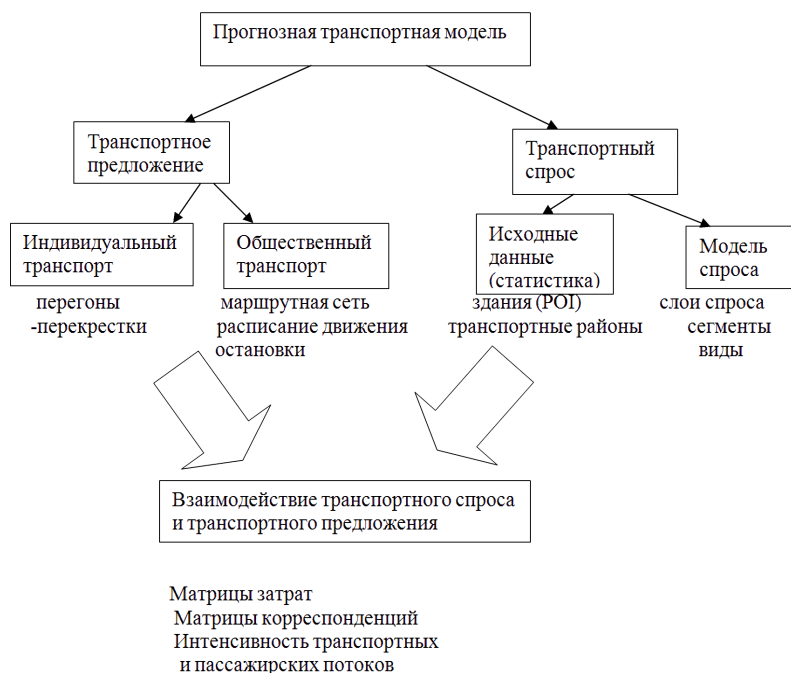 Прогнозная транспортная модель
Транспортное
предложение
Транспортный
спрос
Индивидуальный
транспорт
Общественный
транспорт
Исходные
данные
(статистика)
Модель
спроса
перегоны
-перекрестки
маршрутная сеть
расписание движения
остановки
здания (POI)
транспортные районы
слои спроса
сегменты
виды
Взаимодействие транспортного спроса
и транспортного предложения
Матрицы затрат
Матрицы корреспонденций
Интенсивность транспортных
и пассажирских потоков